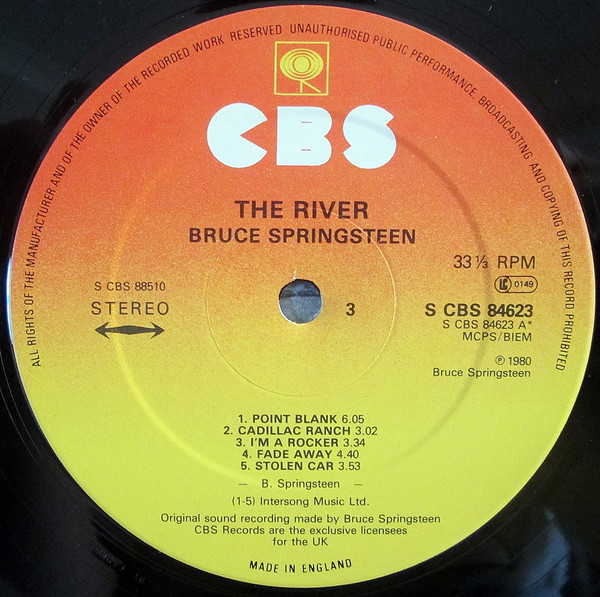 ALL RIGHTS OF THE MANUFACTURER AND OF THE OWNER OF THE RECORDED WORK RESERVED UNAUTHORISED PUBLIC PERFORMANCE, BROADCASTING AND COPYING OF THIS RECORD PROHIBITED
CBS
THE RIVER
BRUCE SPRINGSTEEN
33⅓ RPM
LC 0149
S CBS 88510
STEREO
3
S CBS 84623
S CBS 84623 A*
MCPS/BIEM
℗ 1980
Bruce Springsteen
1. POINT BLANK 6.05
2. CADILLAC RANCH 3.02
3. I'M A ROCKER 3.34
4. FADE AWAY 4.40
5. STOLEN CAR 3.53
— B. Springsteen —
(1-5) Intersong Music Ltd.
Original sound recording made by Bruce Springsteen
CBS Records are the exclusive licensees
for the UK
MADE IN ENGLAND